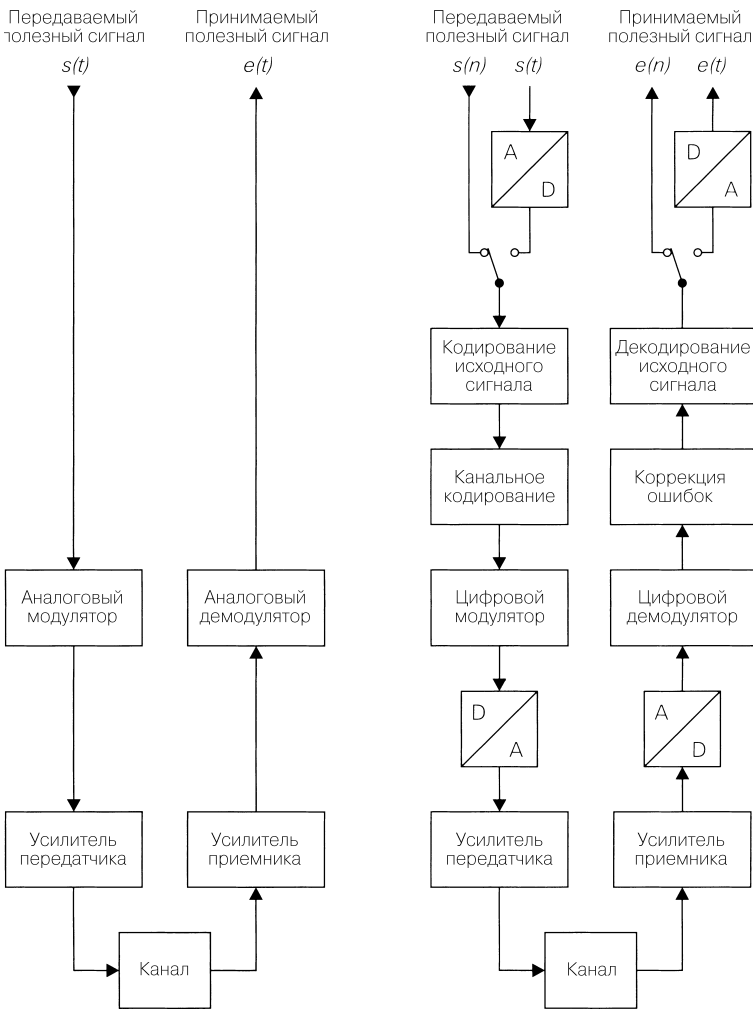 Передаваемый
полезный сигнал
s(t)
Принимаемый
полезный сигнал
e(t)
Аналоговый
модулятор
Аналоговый
демодулятор
Усилитель
передатчика
Усилитель
приемника
Канал
Передаваемый
полезный сигнал
s(n) s(t)
Принимаемый
полезный сигнал
e(n) e(t)
A
D
D
A
Кодирование
исходного
сигнала
Декодирование
исходного
сигнала
Канальное
кодирование
Коррекция
ошибок
Цифровой
модулятор
Цифровой
демодулятор
D
A
A
D
Усилитель
передатчика
Усилитель
приемника
Канал